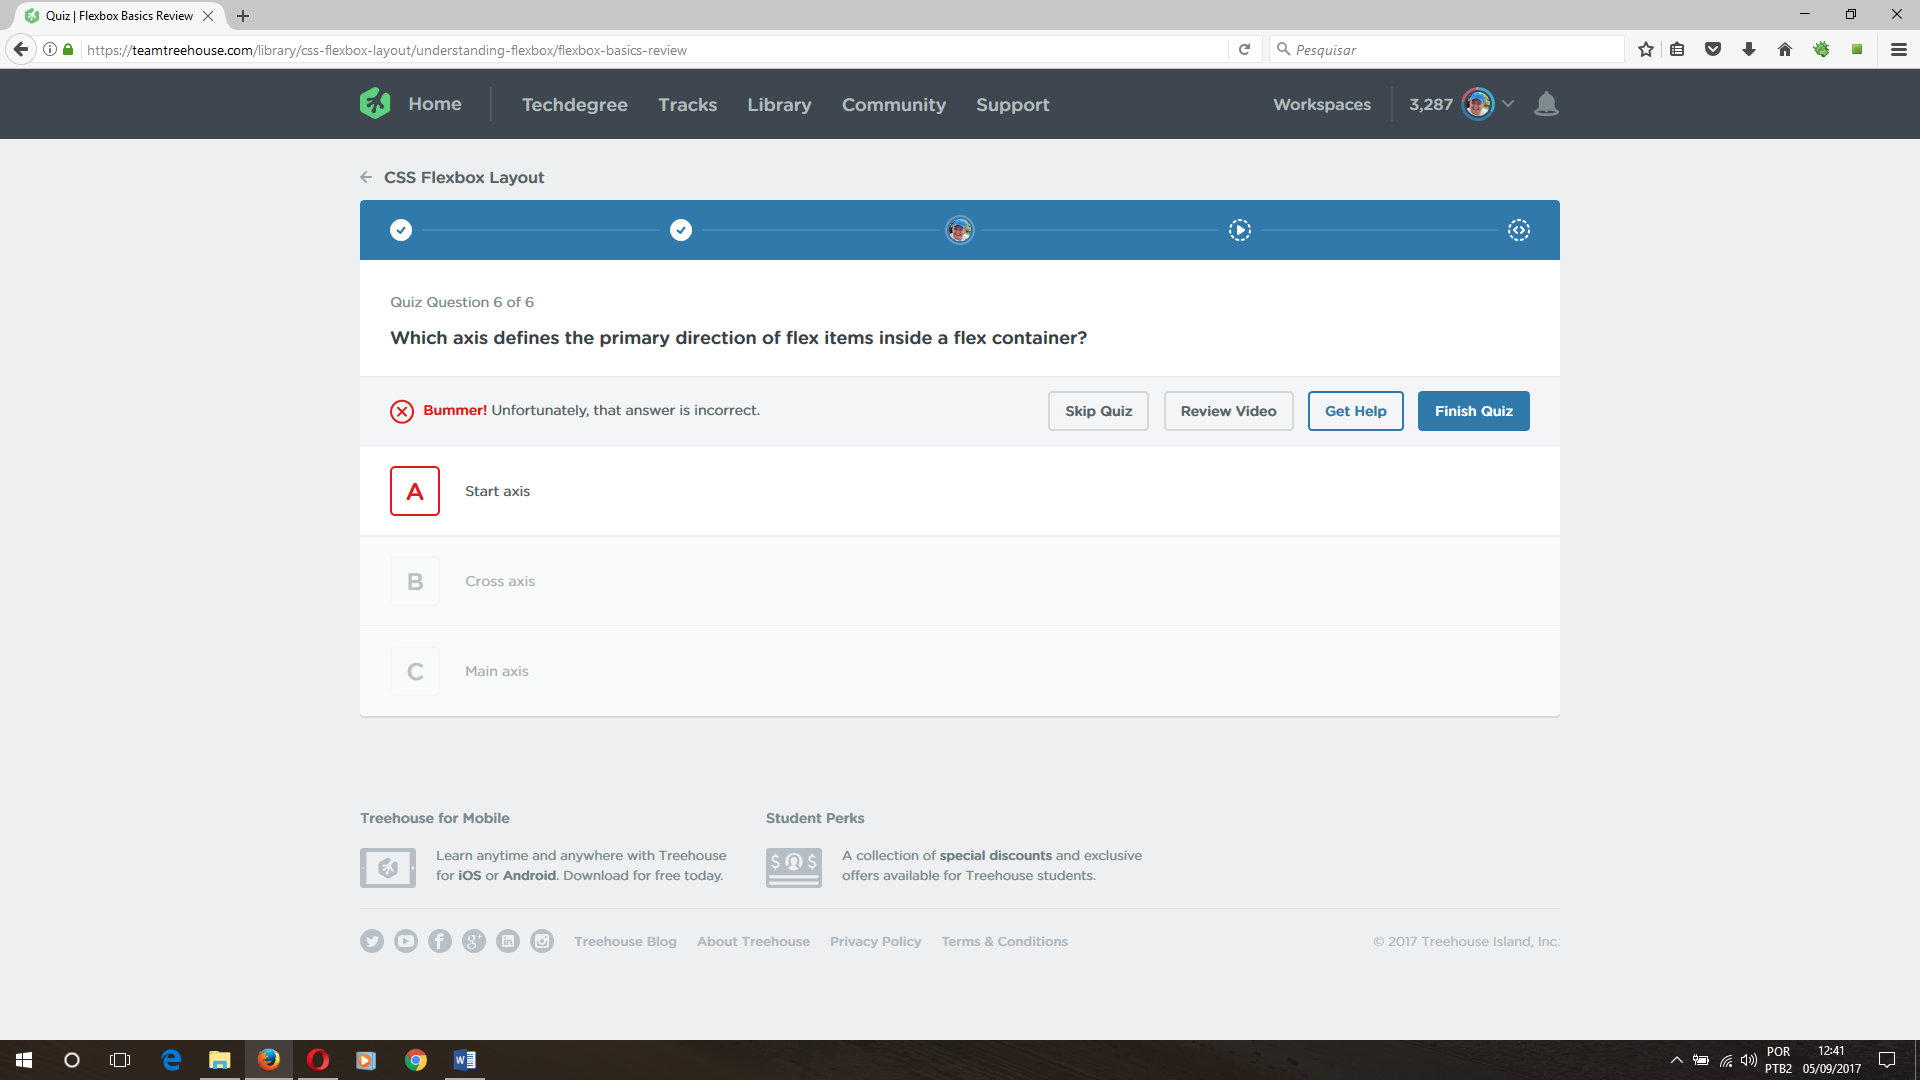 Quiz | Flexbox Basics Review
https://teamtreehouse.com/library/css-flexbox-layout/understanding-flexbox/flexbox-basics-review
Pesquisar
Home
Techdegree
Tracks
Library
Community
Support
Workspaces
3,287
CSS Flexbox Layout
Quiz Question 6 of 6
Which axis defines the primary direction of flex items inside a flex container?
Bummer! Unfortunately, that answer is incorrect.
Skip Quiz
Review Video
Get Help
Finish Quiz
A
Start axis
B
Cross axis
C
Main axis
Treehouse for Mobile
Learn anytime and anywhere with Treehouse
for iOS or Android. Download for free today.
Student Perks
A collection of special discounts and exclusive
offers available for Treehouse students.
Treehouse Blog
About Treehouse
Privacy Policy
Terms & Conditions
© 2017 Treehouse Island, Inc.
POR
PTB2
12:41
05/09/2017